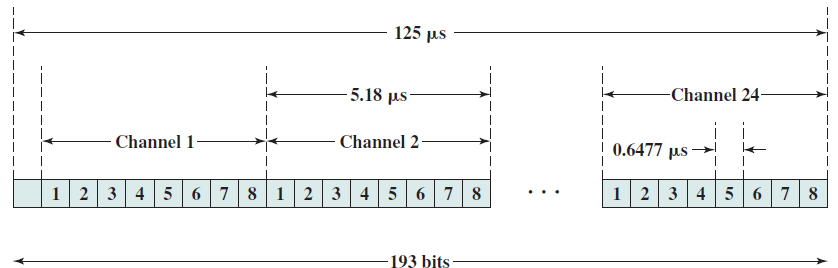 125 μs
5.18 μs
Channel 24
Channel 1
Channel 2
0.6477 μs
1 2 3 4 5 6 7 8 1 2 3 4 5 6 7 8 . . . 1 2 3 4 5 6 7 8
193 bits